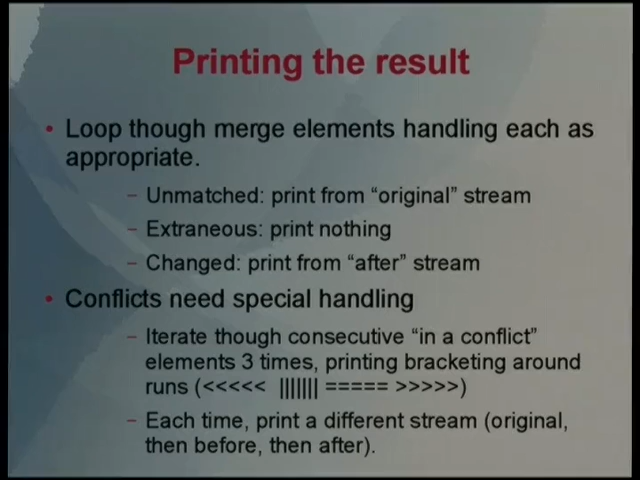 Printing the result
• Loop though merge elements handling each as
appropriate.
– Unmatched: print from “original” stream
– Extraneous: print nothing
– Changed: print from “after” stream
• Conflicts need special handling
– Iterate though consecutive “in a conflict”
elements 3 times, printing bracketing around
runs (<<<<< ||||||| ===== >>>>>)
– Each time, print a different stream (original,
then before, then after).